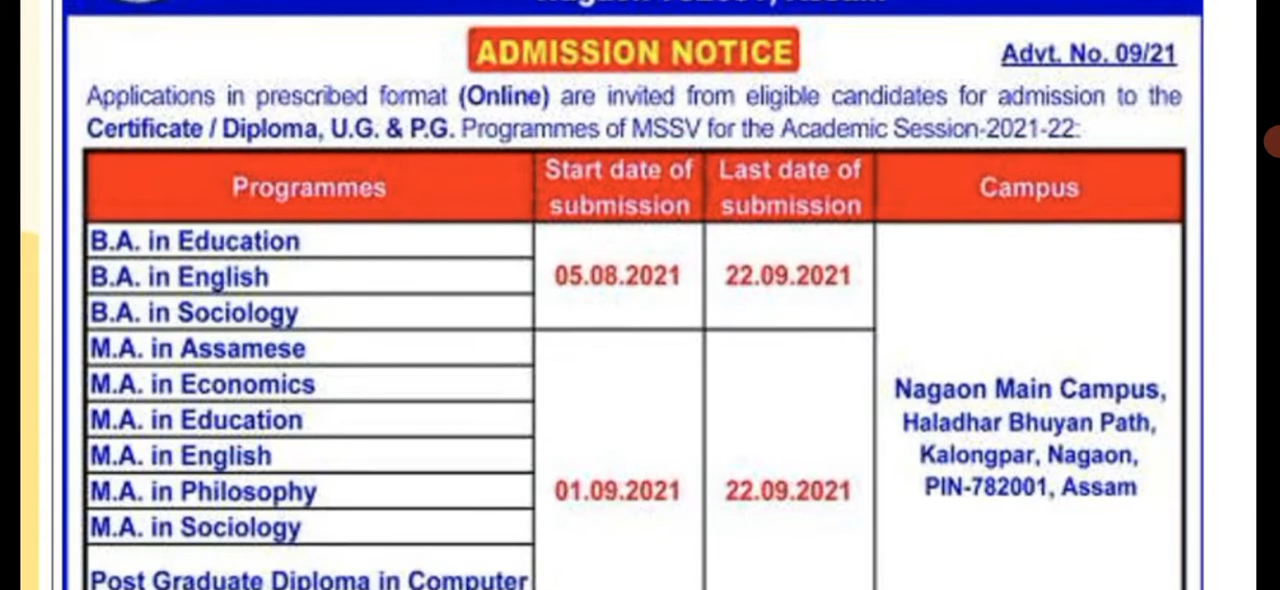 ADMISSION NOTICE
Advt. No. 09/21
Applications in prescribed format (Online) are invited from eligible candidates for admission to the
Certificate / Diploma, U.G. & P.G. Programmes of MSSV for the Academic Session-2021-22:
Programmes
Start date of
submission
Last date of
submission
Campus
B.A. in Education
B.A. in English
B.A. in Sociology
05.08.2021
22.09.2021
M.A. in Assamese
M.A. in Economics
M.A. in Education
M.A. in English
M.A. in Philosophy
M.A. in Sociology
Post Graduate Diploma in Computer
01.09.2021
22.09.2021
Nagaon Main Campus,
Haladhar Bhuyan Path,
Kalongpar, Nagaon,
PIN-782001, Assam